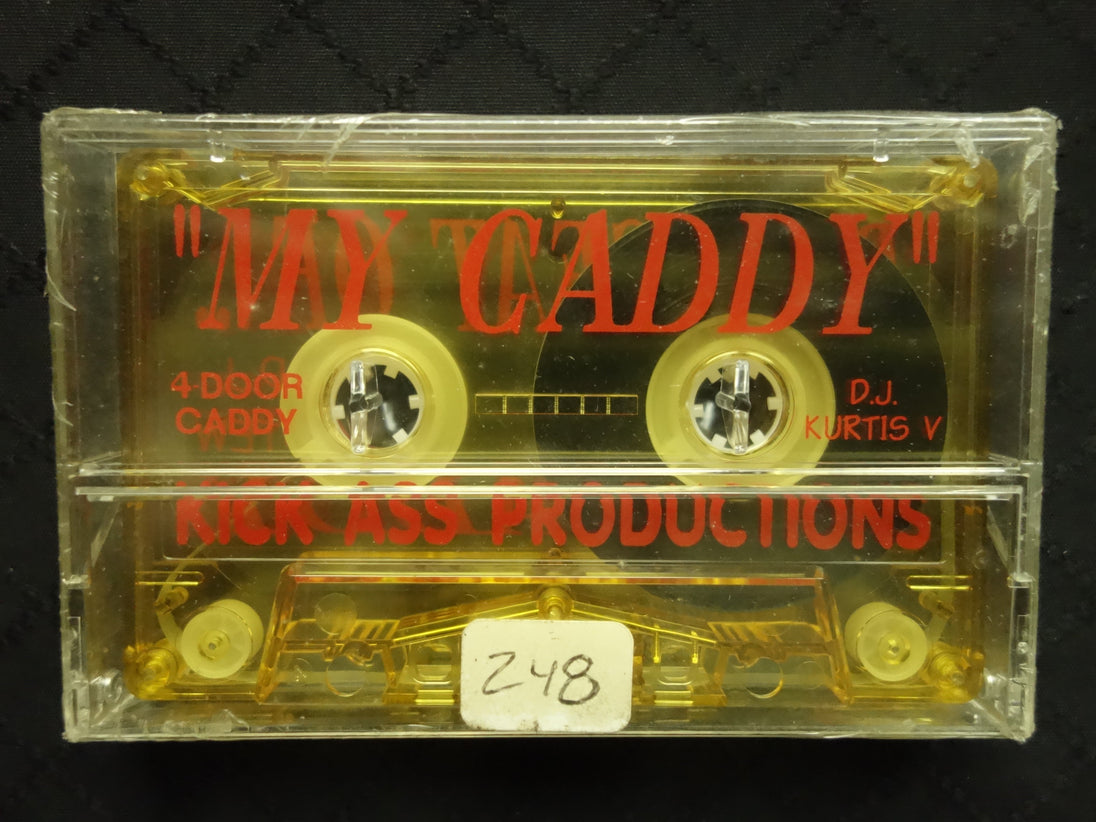 "MY CADDY"
4-DOOR
CADDY
D.J.
KURTIS V
KICK ASS PRODUCTIONS
248